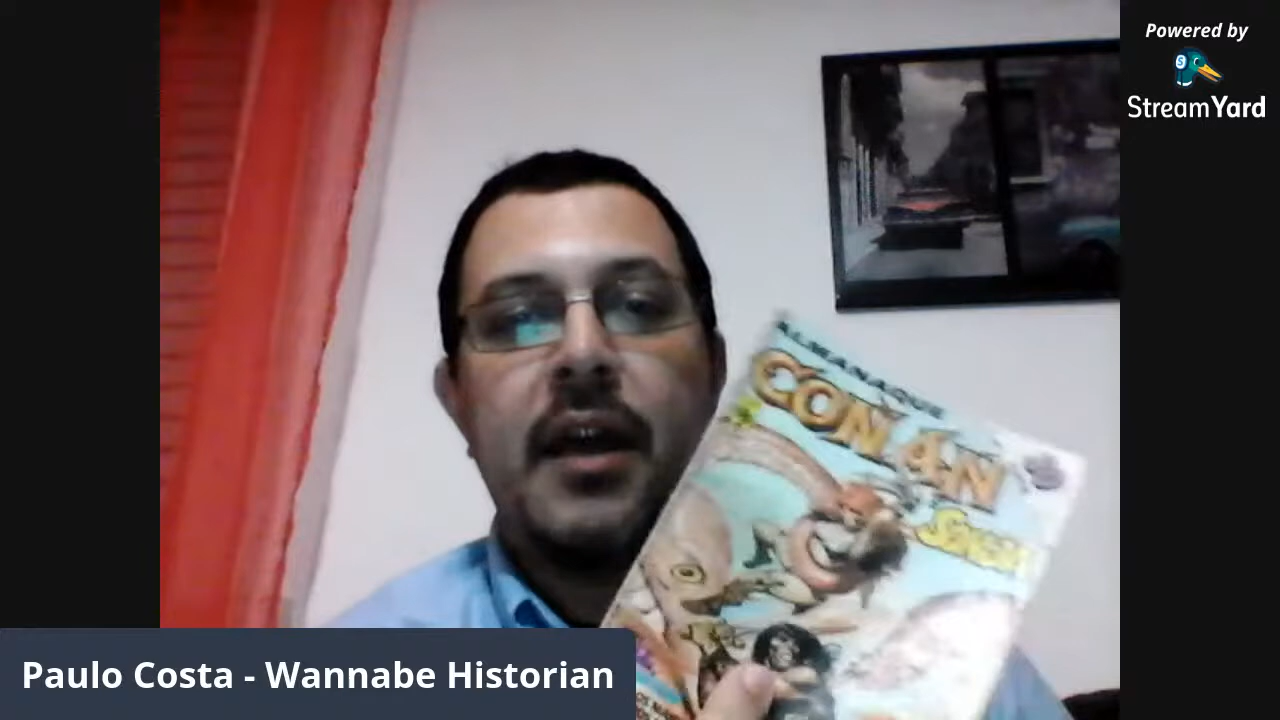 Powered by
StreamYard
ALMANAQUE
CONAN
Paulo Costa - Wannabe Historian